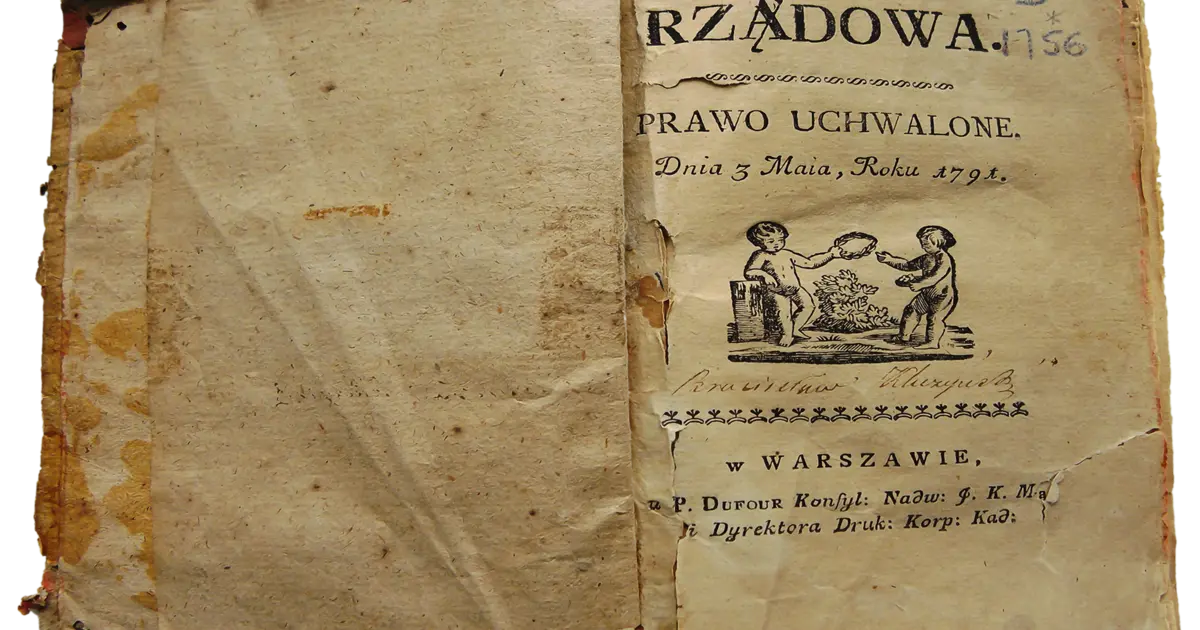 RZĄDOWA.
* 1756
PRAWO UCHWALONE.
Dnia 3 Maia, Roku 1791.
w WARSZAWIE,
u P. DUFOUR Konſyl: Nadw: J. K. M
i Dyrektora Druk: Korp: Kad: